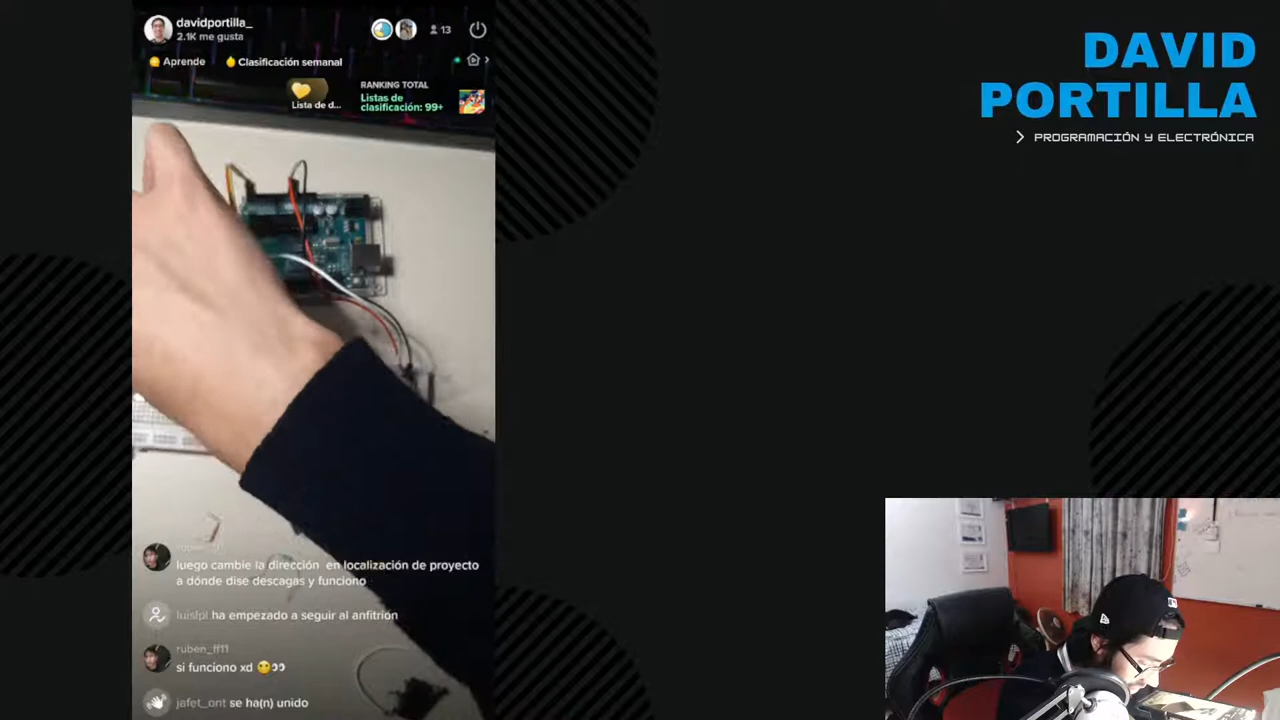 davidportilla_
2.1K me gusta
13
Aprende
Clasificación semanal
Lista de d...
RANKING TOTAL
Listas de
clasificación: 99+
luego cambie la dirección en localización de proyecto
a dónde dise descagas y funciono
luislpl ha empezado a seguir al anfitrión
ruben_ff11
si funciono xd
jafet_ont se ha(n) unido
DAVID
PORTILLA
PROGRAMACIÓN Y ELECTRÓNICA